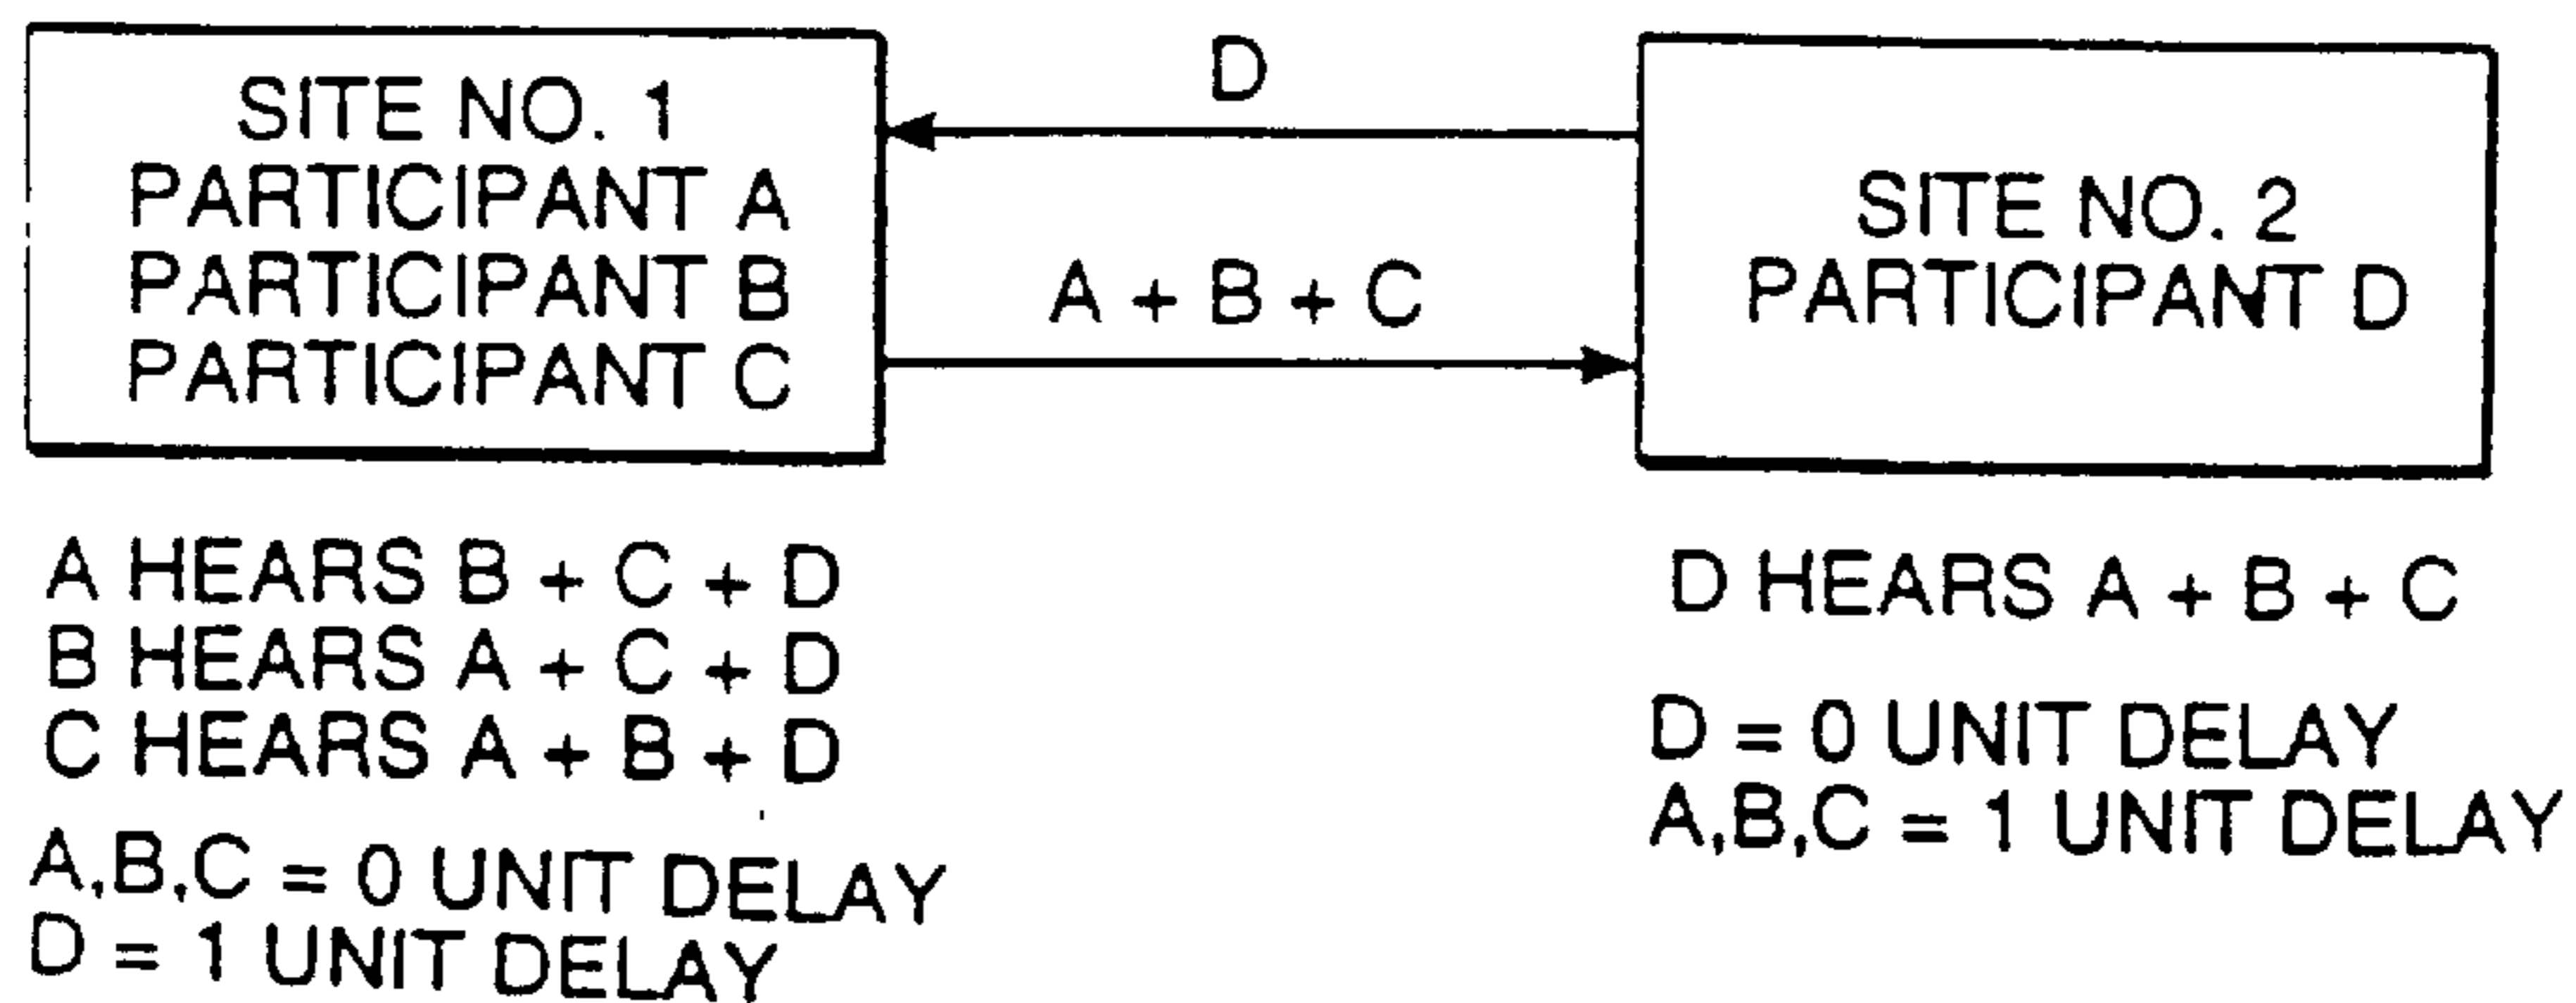 SITE NO. 1
PARTICIPANT A
PARTICIPANT B
PARTICIPANT C
D
A + B + C
SITE NO. 2
PARTICIPANT D
A HEARS B + C + D
B HEARS A + C + D
C HEARS A + B + D
A,B,C = 0 UNIT DELAY
D = 1 UNIT DELAY
D HEARS A + B + C
D = 0 UNIT DELAY
A,B,C = 1 UNIT DELAY